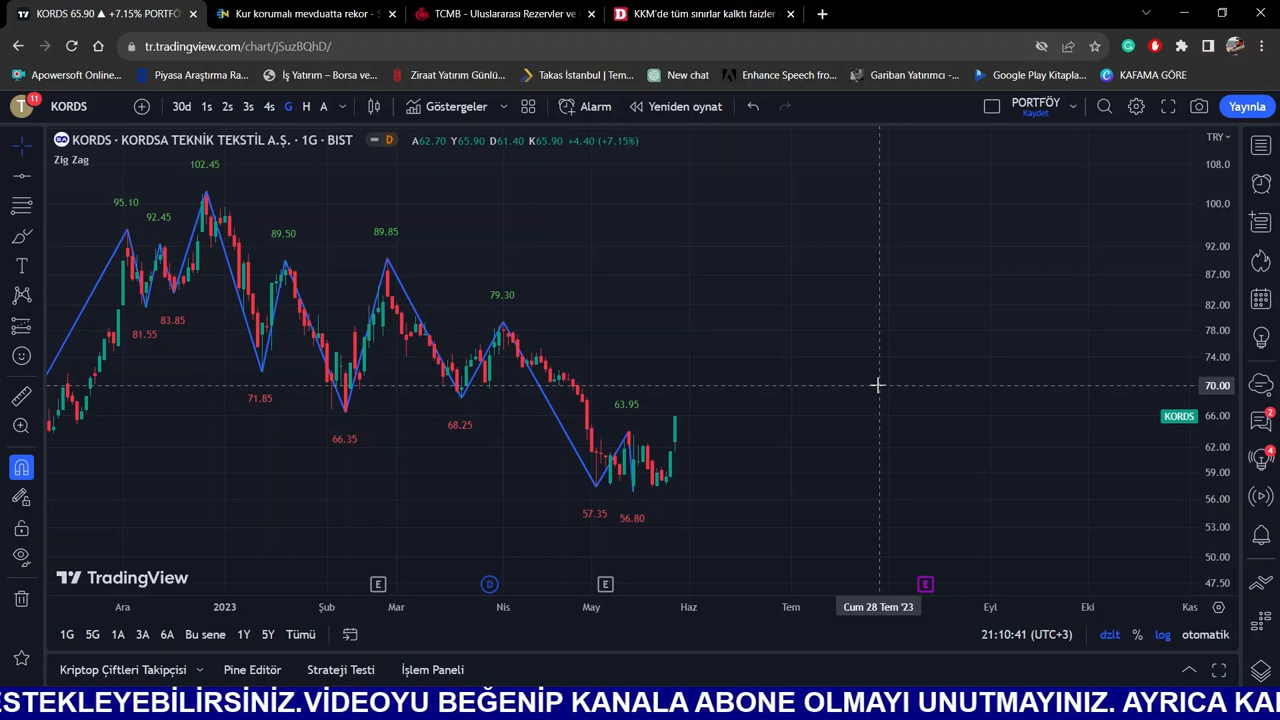 KORDS 65.90 ▲ +7.15% PORTFÖ
Kur korumalı mevduatta rekor - S
TCMB - Uluslararası Rezervler ve
KKM'de tüm sınırlar kalktı faizler
tr.tradingview.com/chart/jSuzBQhD/
Apowersoft Online...
Piyasa Araştırma Ra...
İş Yatırım – Borsa ve...
Ziraat Yatırım Günlü...
Takas İstanbul | Tem...
New chat
Enhance Speech fro...
Gariban Yatırımcı -...
Google Play Kitapla...
KAFAMA GÖRE
T 11
KORDS
30d 1s 2s 3s 4s G H A
Göstergeler
Alarm
Yeniden oynat
PORTFÖY
Kaydet
Yayınla
KORDS · KORDSA TEKNİK TEKSTİL A.Ş. · 1G · BIST
D
A62.70 Y65.90 D61.40 K65.90 +4.40 (+7.15%)
Zig Zag
TRY
102.45
95.10
92.45
89.50
89.85
79.30
81.55
83.85
71.85
66.35
68.25
63.95
57.35
56.80
108.0
100.0
92.00
87.00
82.00
78.00
74.00
70.00
KORDS
66.00
62.00
59.00
56.00
53.00
50.00
47.50
2
4
TradingView
E
D
E
E
Ara 2023 Şub Mar Nis May Haz Tem Cum 28 Tem '23 Eyl Eki Kas
1G 5G 1A 3A 6A Bu sene 1Y 5Y Tümü
21:10:41 (UTC+3)
dzlt % log otomatik
Kriptop Çiftleri Takipçisi
Pine Editör
Strateji Testi
İşlem Paneli
ESTEKLEYEBİLİRSİNİZ.VİDEOYU BEĞENİP KANALA ABONE OLMAYI UNUTMAYINIZ. AYRICA KA